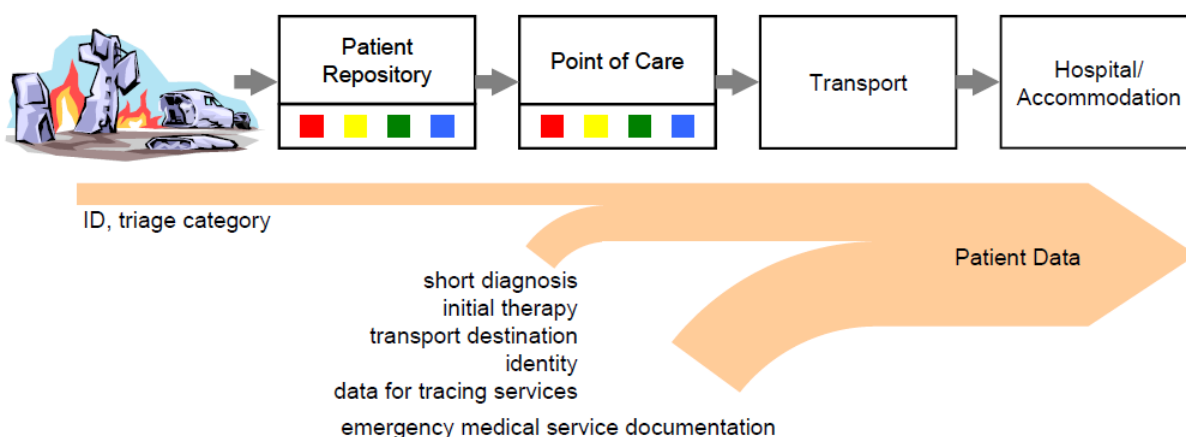 Patient
Repository
Point of Care
Transport
Hospital/
Accommodation
ID, triage category
short diagnosis
initial therapy
transport destination
identity
data for tracing services
emergency medical service documentation
Patient Data